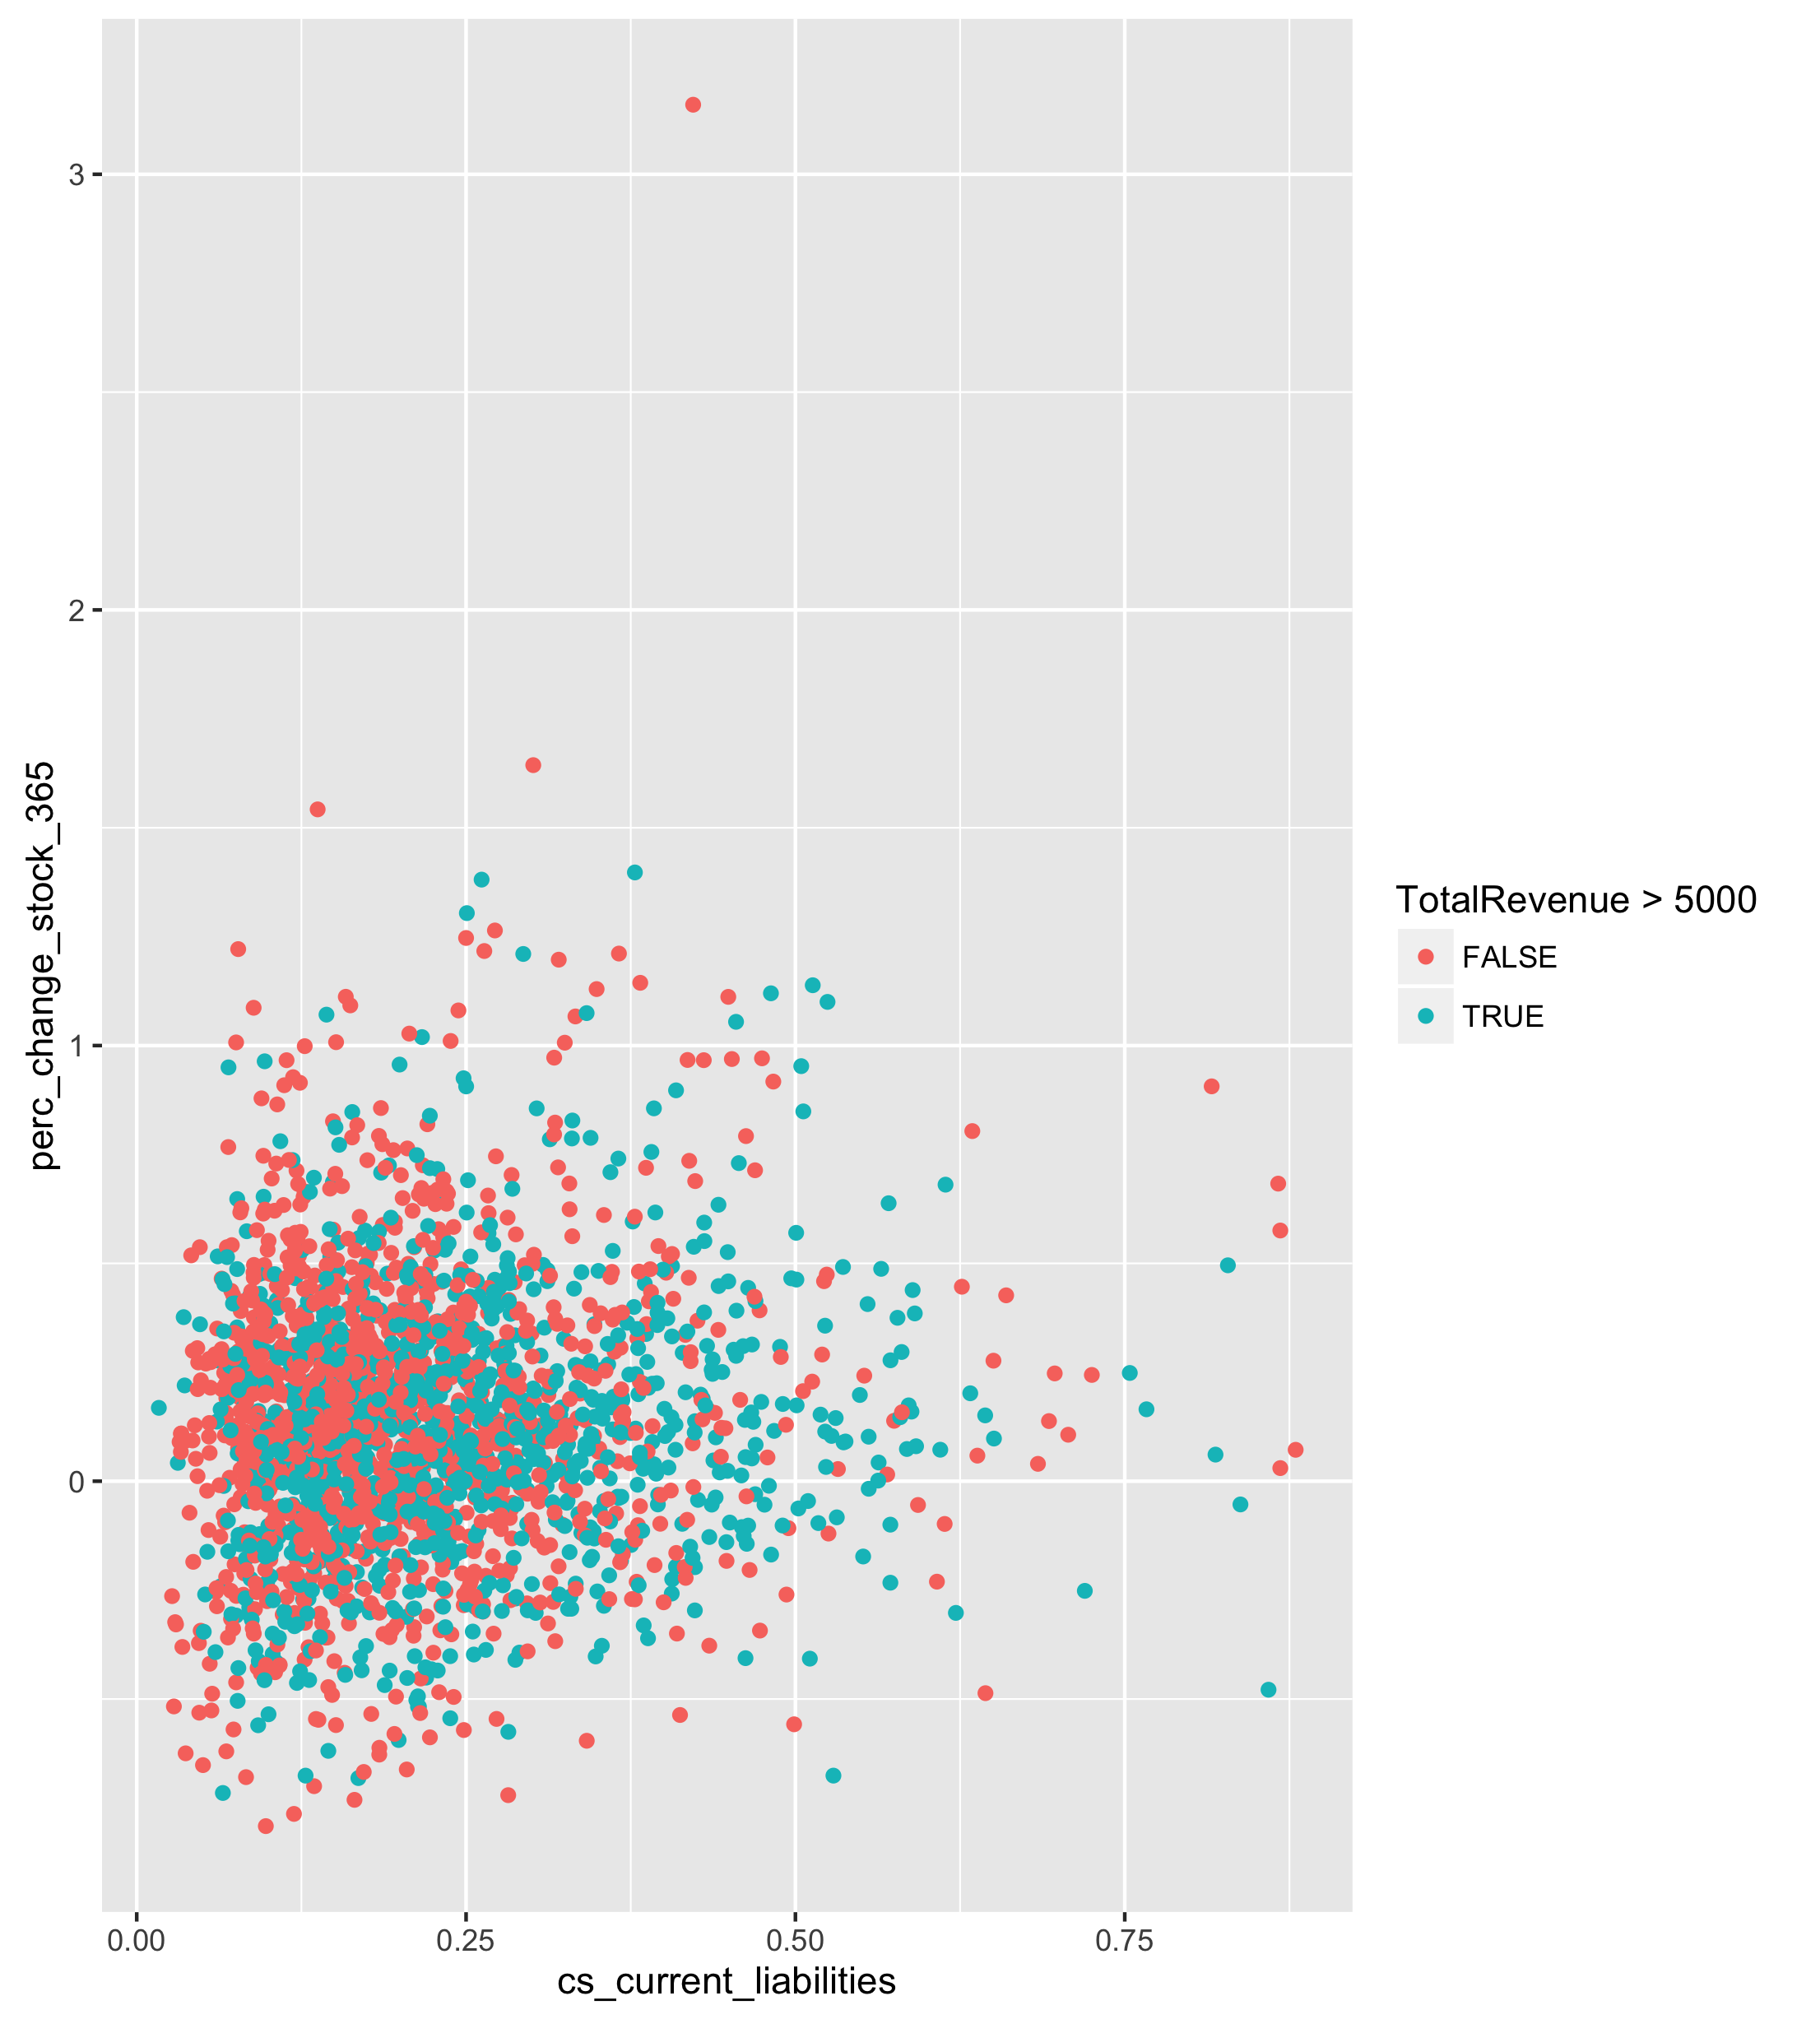 perc_change_stock_365
3
2
1
0
0.00 0.25 0.50 0.75
cs_current_liabilities
TotalRevenue > 5000
FALSE
TRUE